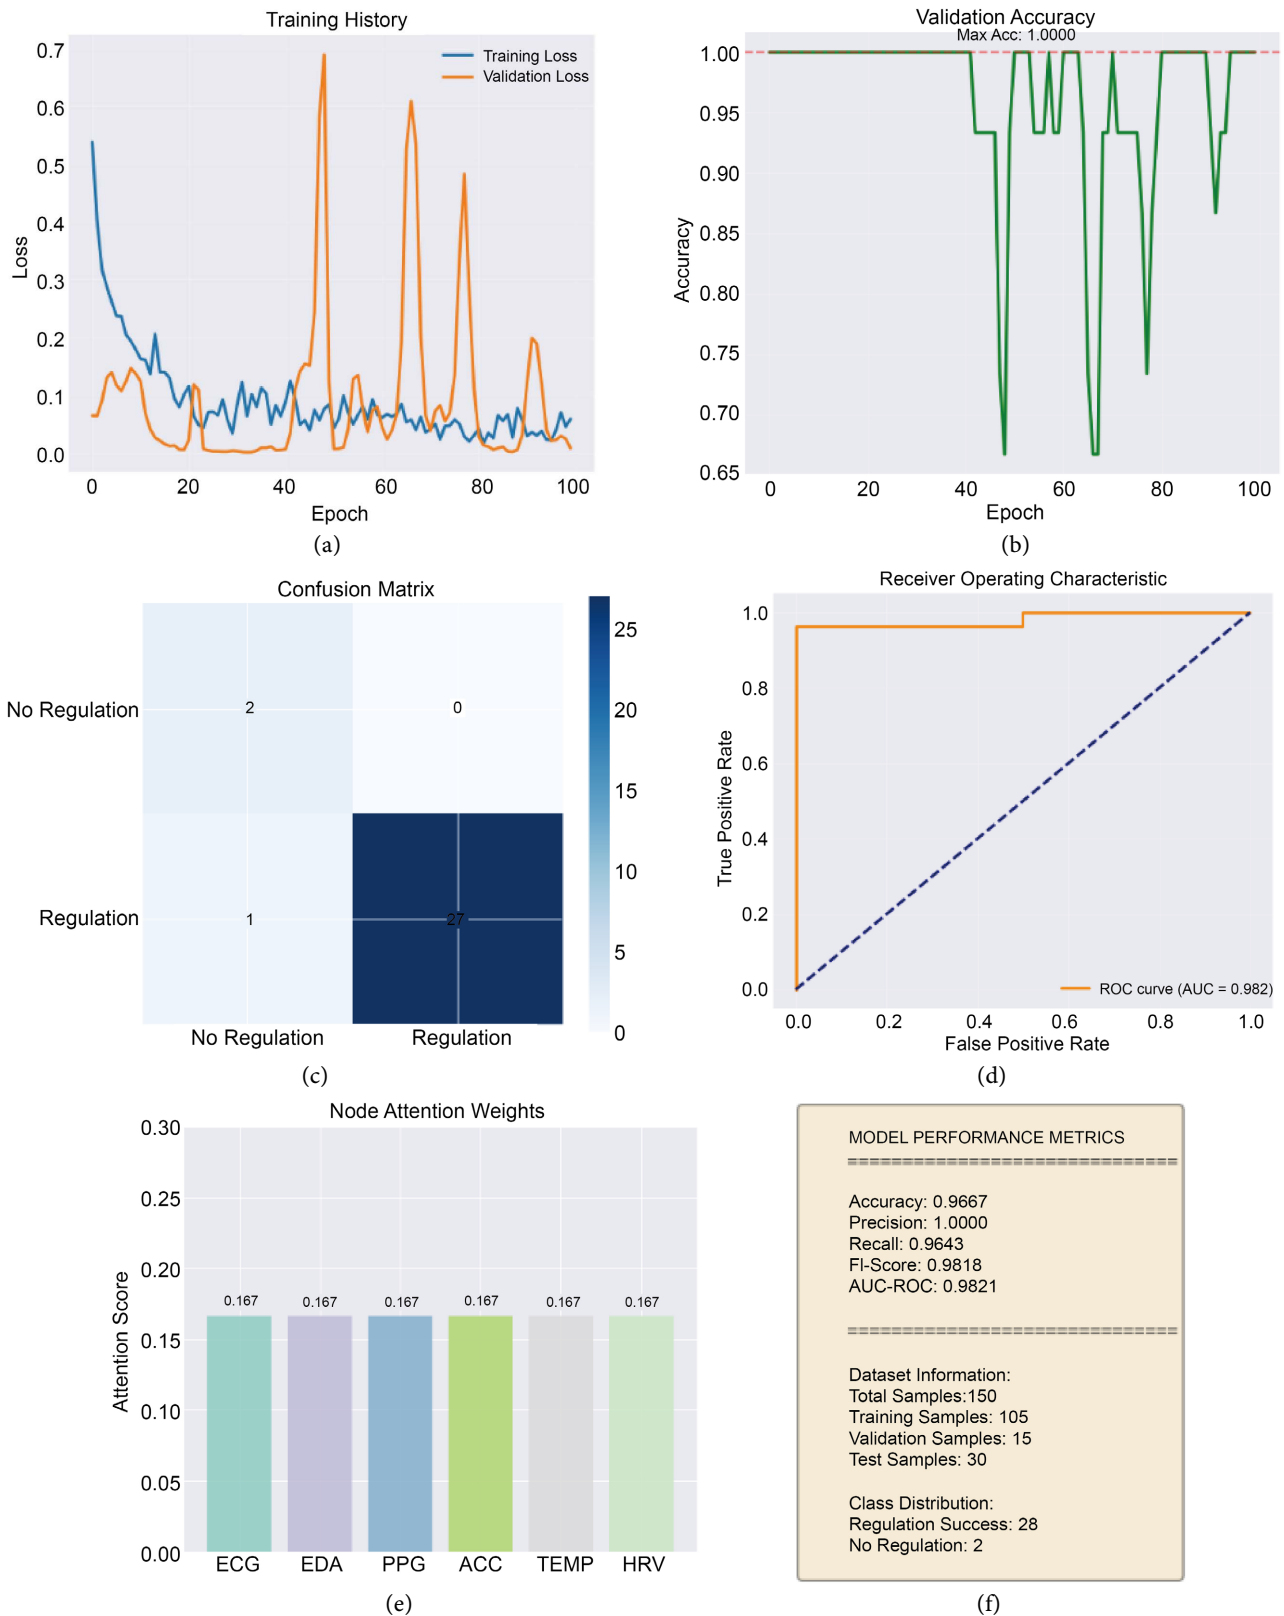 Training History
Training Loss
Validation Loss
0.7
0.6
0.5
0.4
0.3
0.2
0.1
0.0
Loss
0 20 40 60 80 100
Epoch
(a)
Validation Accuracy
Max Acc: 1.0000
1.00
0.95
0.90
0.85
0.80
0.75
0.70
0.65
Accuracy
0 20 40 60 80 100
Epoch
(b)
Confusion Matrix
No Regulation
2 0
Regulation
1 27
No Regulation Regulation
25
20
15
10
5
0
(c)
Receiver Operating Characteristic
1.0
0.8
0.6
0.4
0.2
0.0
True Positive Rate
ROC curve (AUC = 0.982)
0.0 0.2 0.4 0.6 0.8 1.0
False Positive Rate
(d)
Node Attention Weights
0.30
0.25
0.20
0.15
0.10
0.05
0.00
Attention Score
0.167 0.167 0.167 0.167 0.167 0.167
ECG EDA PPG ACC TEMP HRV
(e)
MODEL PERFORMANCE METRICS
Accuracy: 0.9667
Precision: 1.0000
Recall: 0.9643
Fl-Score: 0.9818
AUC-ROC: 0.9821
Dataset Information:
Total Samples:150
Training Samples: 105
Validation Samples: 15
Test Samples: 30
Class Distribution:
Regulation Success: 28
No Regulation: 2
(f)